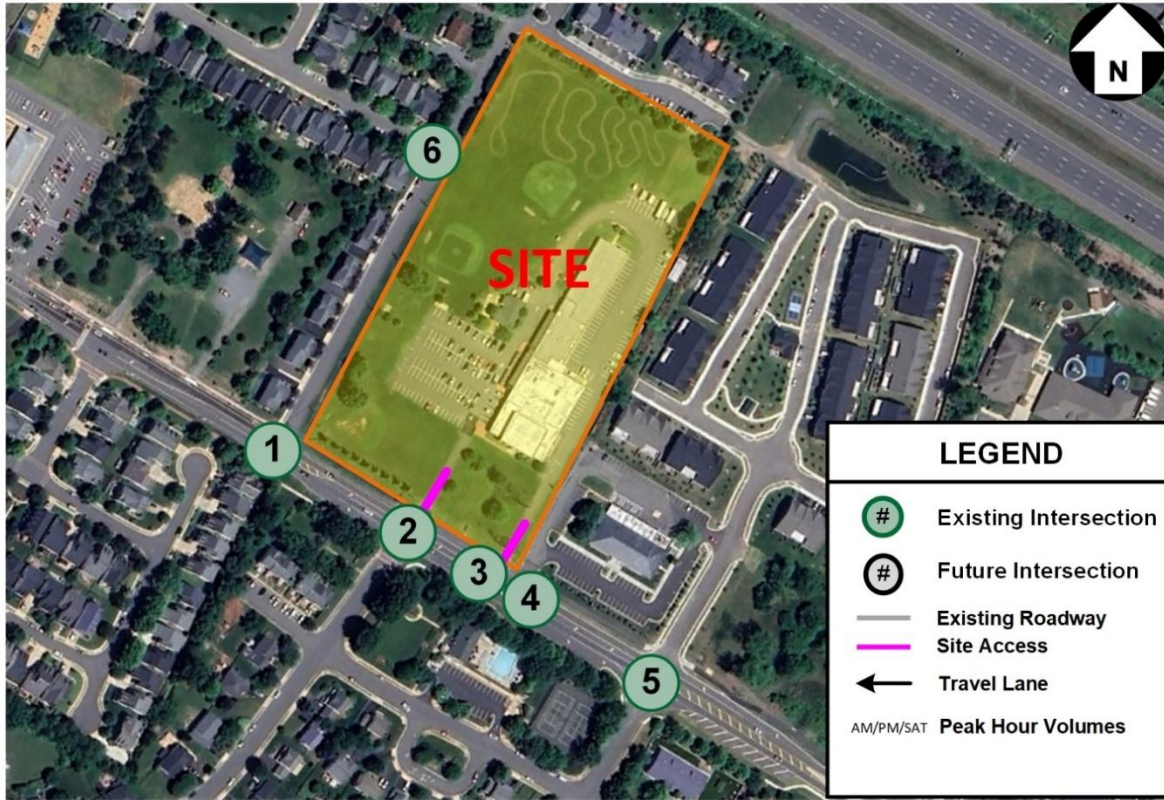 N
6
SITE
1
2
3
4
5
LEGEND
# Existing Intersection
# Future Intersection
Existing Roadway
Site Access
Travel Lane
AM/PM/SAT Peak Hour Volumes